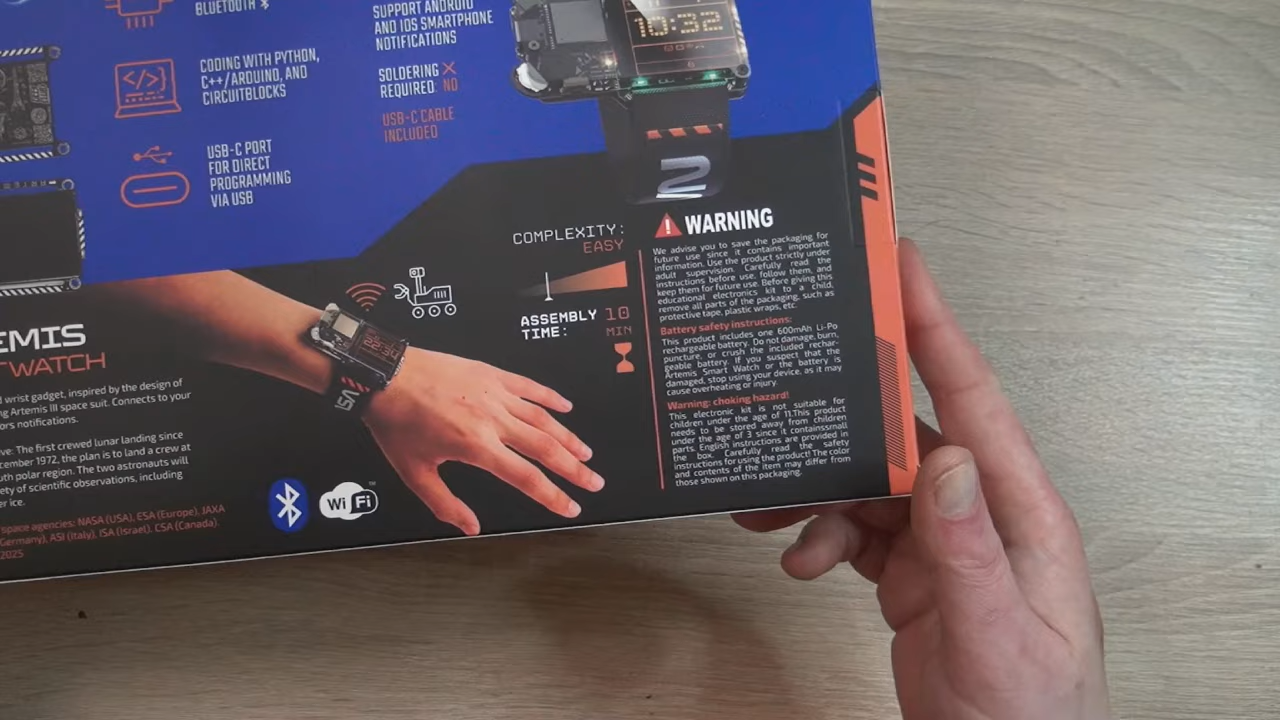 BLUETOOTH
CODING WITH PYTHON,
C++/ARDUINO, AND
CIRCUITBLOCKS
USB-C PORT
FOR DIRECT
PROGRAMMING
VIA USB
SUPPORT ANDROID
AND IOS SMARTPHONE
NOTIFICATIONS
SOLDERING
REQUIRED: NO
USB-C CABLE
INCLUDED
10:32
COMPLEXITY:
EASY
ASSEMBLY 10
TIME: MIN
WARNING
We advise you to save the packaging for
future use since it contains important
information. Use the product strictly under
adult supervision. Carefully read the
instructions before use, follow them, and
keep them for future use. Before giving this
educational electronics kit to a child,
remove all parts of the packaging, such as
protective tape, plastic wraps, etc.
Battery safety instructions:
This product includes one 600mAh Li-Po
rechargeable battery. Do not damage, burn,
puncture, or crush the included rechar-
geable battery. If you suspect that the
Artemis Smart Watch or the battery is
damaged, stop using your device, as it may
cause overheating or injury.
Warning: choking hazard!
This electronic kit is not suitable for
children under the age of 11.This product
needs to be stored away from children
under the age of 3 since it containssmall
parts. English instructions are provided in
the box. Carefully read the safety
instructions for using the product! The color
and contents of the item may differ from
those shown on this packaging.
EMIS
TWATCH
d wrist gadget, inspired by the design of
g Artemis III space suit. Connects to your
ors notifications.
ve: The first crewed lunar landing since
cember 1972, the plan is to land a crew at
uth polar region. The two astronauts will
ety of scientific observations, including
er ice.
space agencies: NASA (USA), ESA (Europe), JAXA
Germany), ASI (Italy), ISA (Israel), CSA (Canada).
2025
Wi Fi